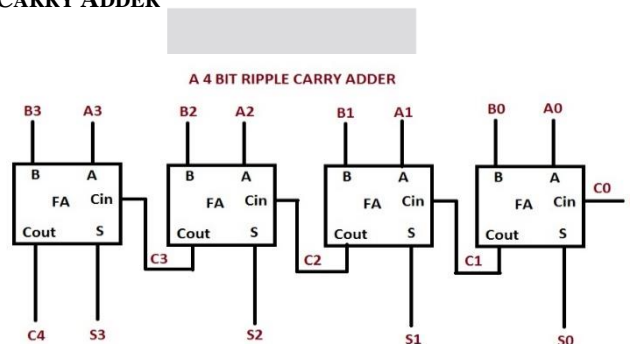 CARRY ADDER
A 4 BIT RIPPLE CARRY ADDER
B3 A3 B2 A2 B1 A1 B0 A0
B A B A B A B A
FA Cin FA Cin FA Cin FA Cin C0
Cout S Cout S Cout S Cout S
C3 C2 C1
C4 S3 S2 S1 S0